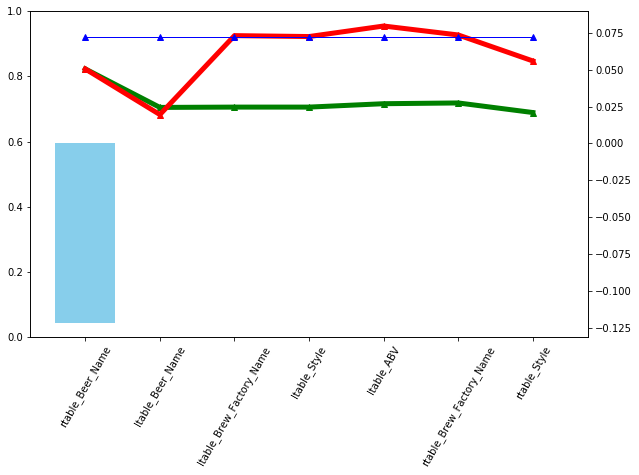 1.0
0.8
0.6
0.4
0.2
0.0
0.075
0.050
0.025
0.000
−0.025
−0.050
−0.075
−0.100
−0.125
rtable_Beer_Name
ltable_Beer_Name
ltable_Brew_Factory_Name
ltable_Style
ltable_ABV
rtable_Brew_Factory_Name
rtable_Style